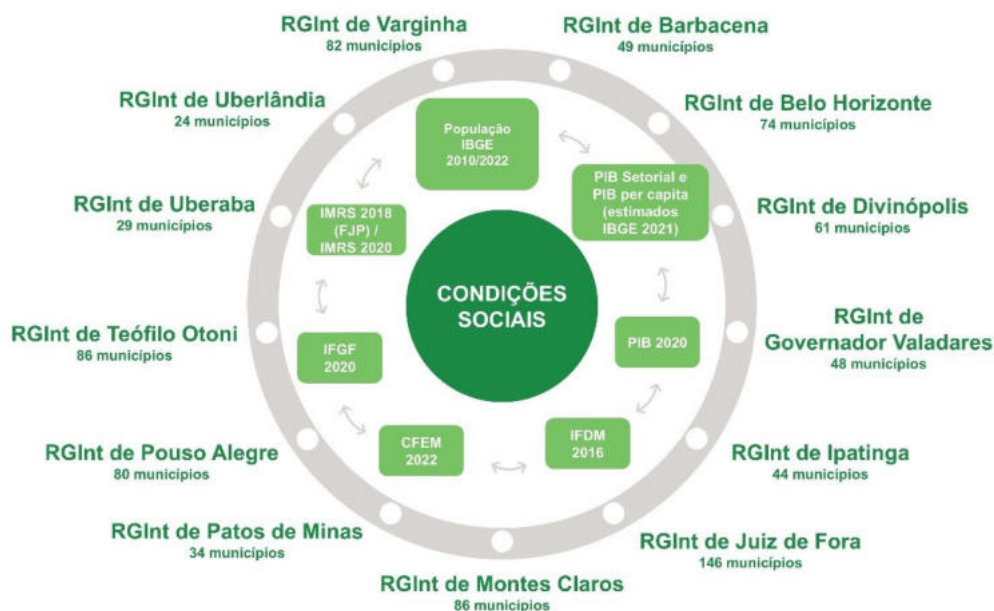 RGInt de Varginha
82 municípios
RGInt de Barbacena
49 municípios
RGInt de Uberlândia
24 municípios
RGInt de Belo Horizonte
74 municípios
RGInt de Uberaba
29 municípios
RGInt de Divinópolis
61 municípios
RGInt de Teófilo Otoni
86 municípios
RGInt de
Governador Valadares
48 municípios
RGInt de Pouso Alegre
80 municípios
RGInt de Ipatinga
44 municípios
RGInt de Patos de Minas
34 municípios
RGInt de Juiz de Fora
146 municípios
RGInt de Montes Claros
86 municípios
População
IBGE
2010/2022
PIB Setorial e
PIB per capita
(estimados
IBGE 2021)
IMRS 2018
(FJP) /
IMRS 2020
CONDIÇÕES
SOCIAIS
IFGF
2020
PIB 2020
CFEM
2022
IFDM
2016